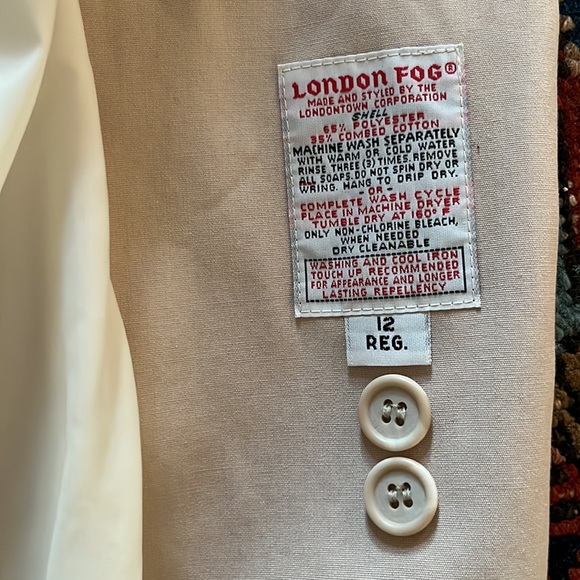 LONDON FOG®
MADE AND STYLED BY THE
LONDONTOWN CORPORATION
SHELL
65% POLYESTER
35% COMBED COTTON
MACHINE WASH SEPARATELY
WITH WARM OR COLD WATER
RINSE THREE (3) TIMES. REMOVE
ALL SOAPS. DO NOT SPIN DRY OR
WRING. HANG TO DRIP DRY.
-OR-
COMPLETE WASH CYCLE
PLACE IN MACHINE DRYER
TUMBLE DRY AT 160° F
ONLY NON-CHLORINE BLEACH,
WHEN NEEDED
DRY CLEANABLE
WASHING AND COOL IRON
TOUCH UP RECOMMENDED
FOR APPEARANCE AND LONGER
LASTING REPELLENCY
12
REG.